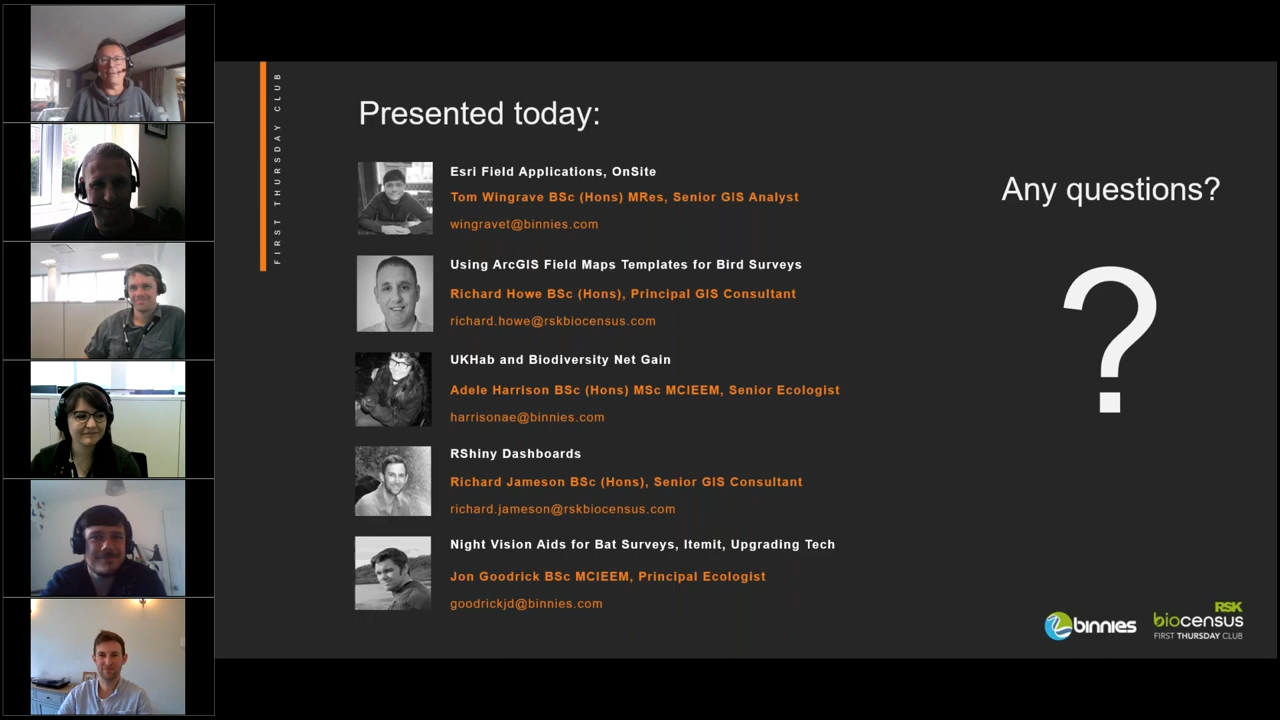 FIRST THURSDAY CLUB
Presented today:
Esri Field Applications, OnSite
Tom Wingrave BSc (Hons) MRes, Senior GIS Analyst
wingravet@binnies.com
Using ArcGIS Field Maps Templates for Bird Surveys
Richard Howe BSc (Hons), Principal GIS Consultant
richard.howe@rskbiocensus.com
UKHab and Biodiversity Net Gain
Adele Harrison BSc (Hons) MSc MCIEEM, Senior Ecologist
harrisonae@binnies.com
RShiny Dashboards
Richard Jameson BSc (Hons), Senior GIS Consultant
richard.jameson@rskbiocensus.com
Night Vision Aids for Bat Surveys, Itemit, Upgrading Tech
Jon Goodrick BSc MCIEEM, Principal Ecologist
goodrickjd@binnies.com
Any questions?
?
binnies
RSK
biocensus
FIRST THURSDAY CLUB